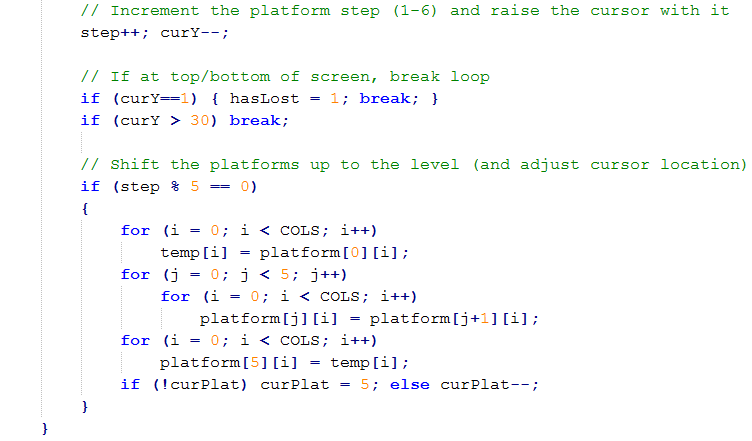 // Increment the platform step (1-6) and raise the cursor with it
step++; curY--;
// If at top/bottom of screen, break loop
if (curY==1) { hasLost = 1; break; }
if (curY > 30) break;
// Shift the platforms up to the level (and adjust cursor location)
if (step % 5 == 0)
{
for (i = 0; i < COLS; i++)
temp[i] = platform[0][i];
for (j = 0; j < 5; j++)
for (i = 0; i < COLS; i++)
platform[j][i] = platform[j+1][i];
for (i = 0; i < COLS; i++)
platform[5][i] = temp[i];
if (!curPlat) curPlat = 5; else curPlat--;
}
}